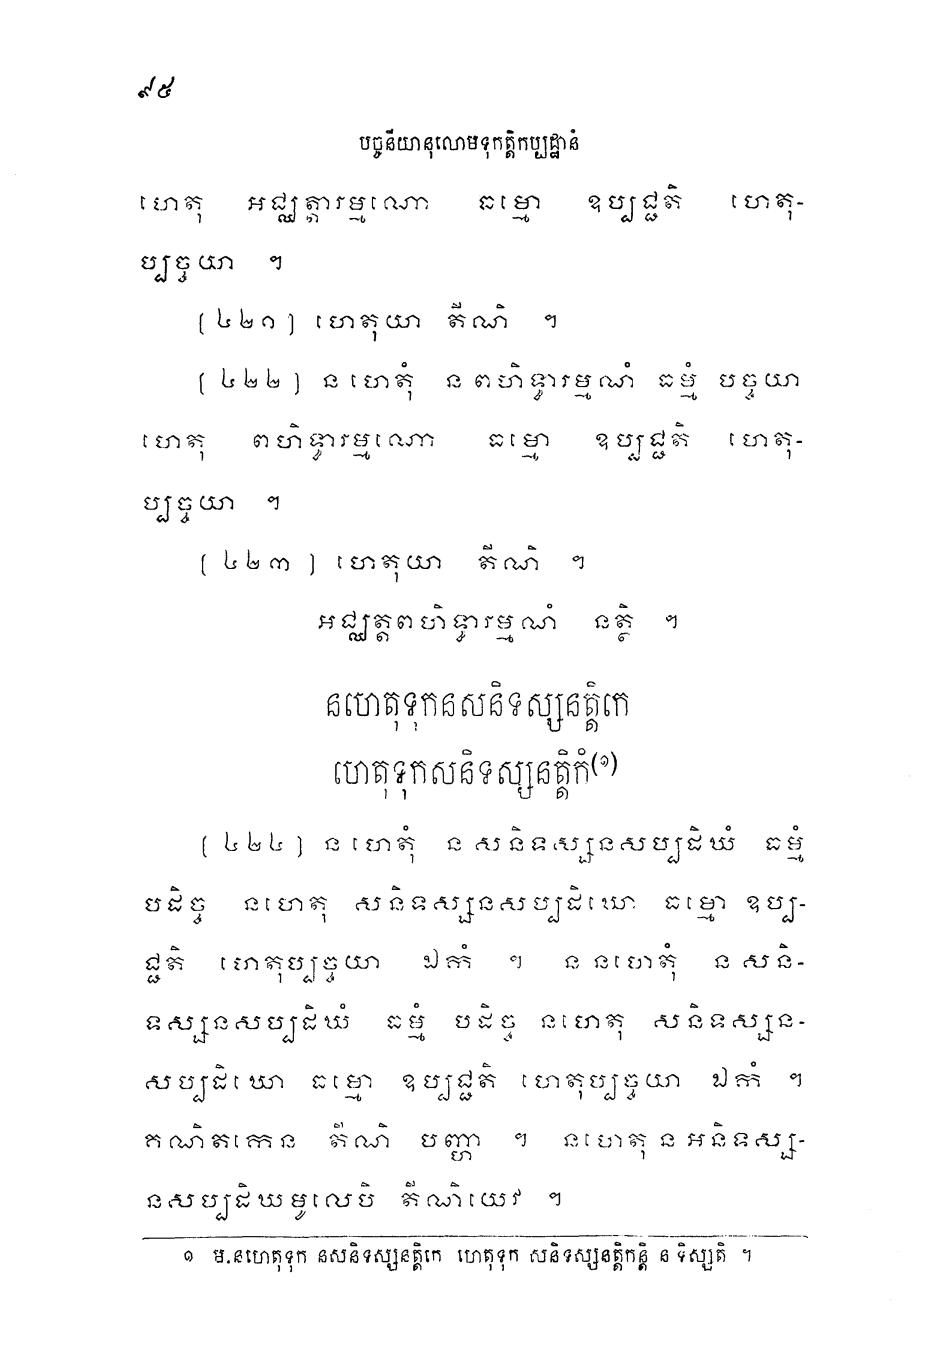 ៩៥
បច្ចនីយានុលោមទុកត្តិកប្បដ្ឋានំ
ហេតុ អជ្ឈត្តារម្មណោ ធម្មោ ឧប្បជ្ជតិ ហេតុ-
ប្បច្ចយា ។
(៤២១) ហេតុយា តីណិ ។
(៤២២) ន ហេតុំ ន ពហិទ្ធារម្មណំ ធម្មំ បច្ចយា
ហេតុ ពហិទ្ធារម្មណោ ធម្មោ ឧប្បជ្ជតិ ហេតុ-
ប្បច្ចយា ។
(៤២៣) ហេតុយា តីណិ ។
អជ្ឈត្តពហិទ្ធារម្មណំ នត្ថិ ។
នហេតុទុកនសនិទស្សនត្តិកេ
ហេតុទុកសនិទស្សនត្តិកំ(១)
(៤២៤) ន ហេតុំ ន សនិទស្សនសប្បដិឃំ ធម្មំ
បដិច្ច នហេតុ សនិទស្សនសប្បដិឃោ ធម្មោ ឧប្ប-
ជ្ជតិ ហេតុប្បច្ចយា ឯកំ ។ ន នហេតុំ ន សនិ-
ទស្សនសប្បដិឃំ ធម្មំ បដិច្ច នហេតុ សនិទស្សន-
សប្បដិឃោ ធម្មោ ឧប្បជ្ជតិ ហេតុប្បច្ចយា ឯកំ ។
គណិតកេន តីណិ បញ្ហា ។ នហេតុ ន អនិទស្ស-
នសប្បដិឃមូលេបិ តីណិយេវ ។
១ ម.នហេតុទុក នសនិទស្សនត្តិកេ ហេតុទុក សនិទស្សនត្តិកន្តិ ន ទិស្សតិ ។